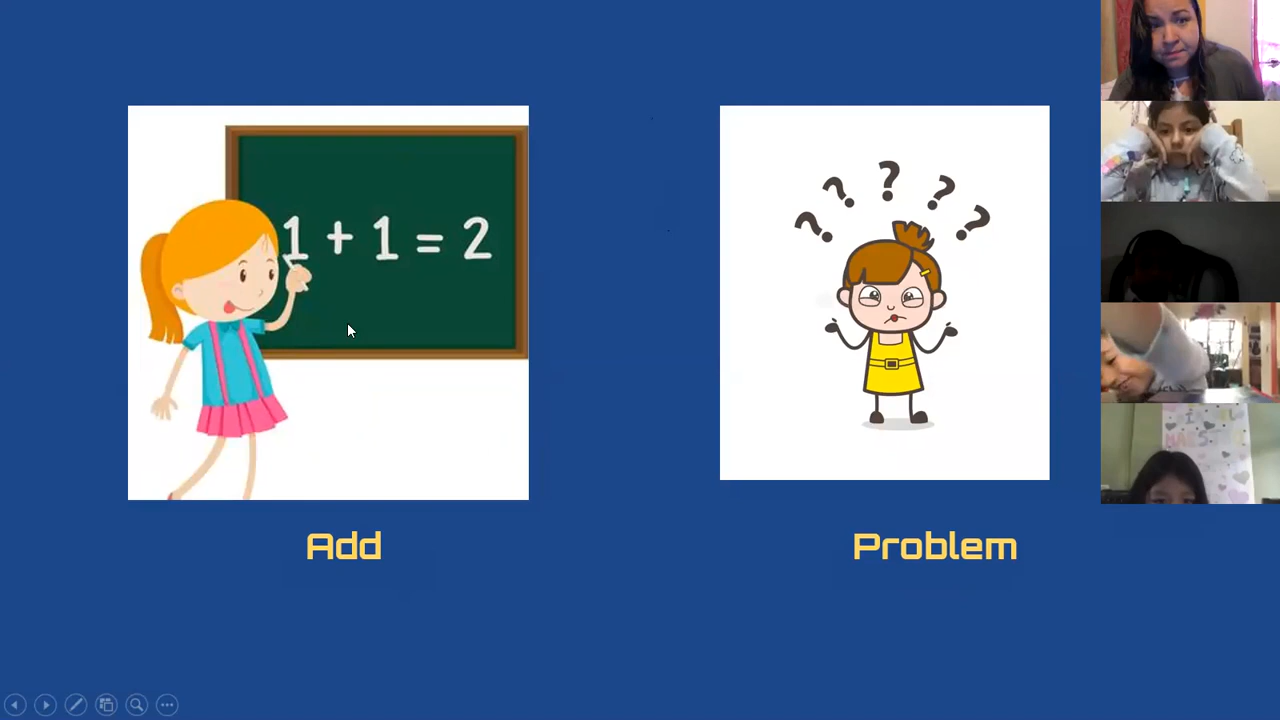 1 + 1 = 2
? ? ? ? ?
Add
Problem